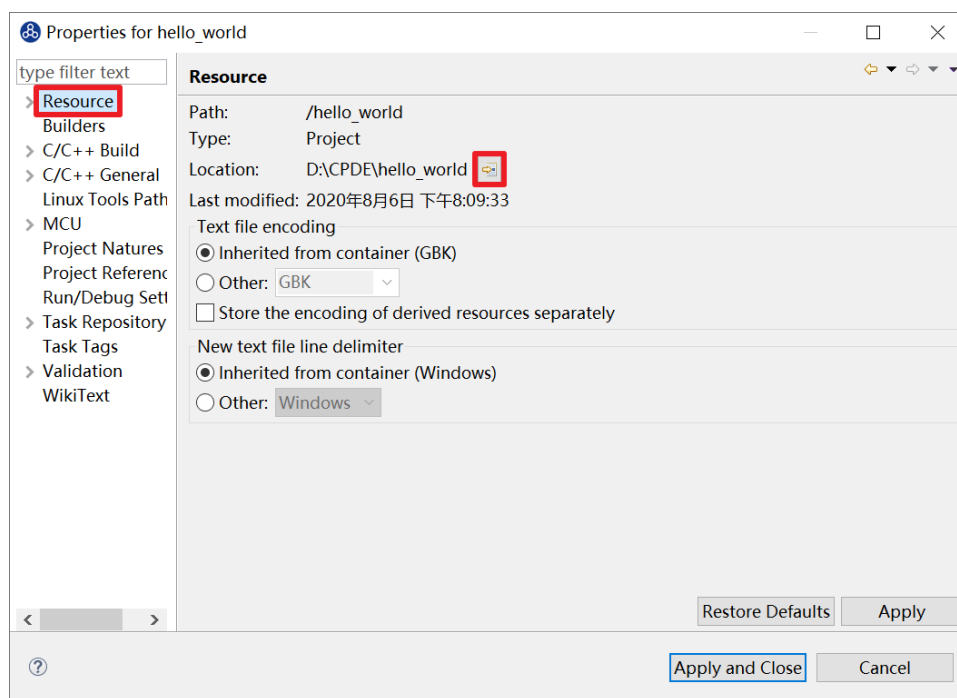 Properties for hello_world
type filter text
Resource
Builders
C/C++ Build
C/C++ General
Linux Tools Path
MCU
Project Natures
Project Referenc
Run/Debug Sett
Task Repository
Task Tags
Validation
WikiText
Resource
Path: /hello_world
Type: Project
Location: D:\CPDE\hello_world
Last modified: 2020年8月6日 下午8:09:33
Text file encoding
Inherited from container (GBK)
Other: GBK
Store the encoding of derived resources separately
New text file line delimiter
Inherited from container (Windows)
Other: Windows
Restore Defaults Apply
Apply and Close Cancel